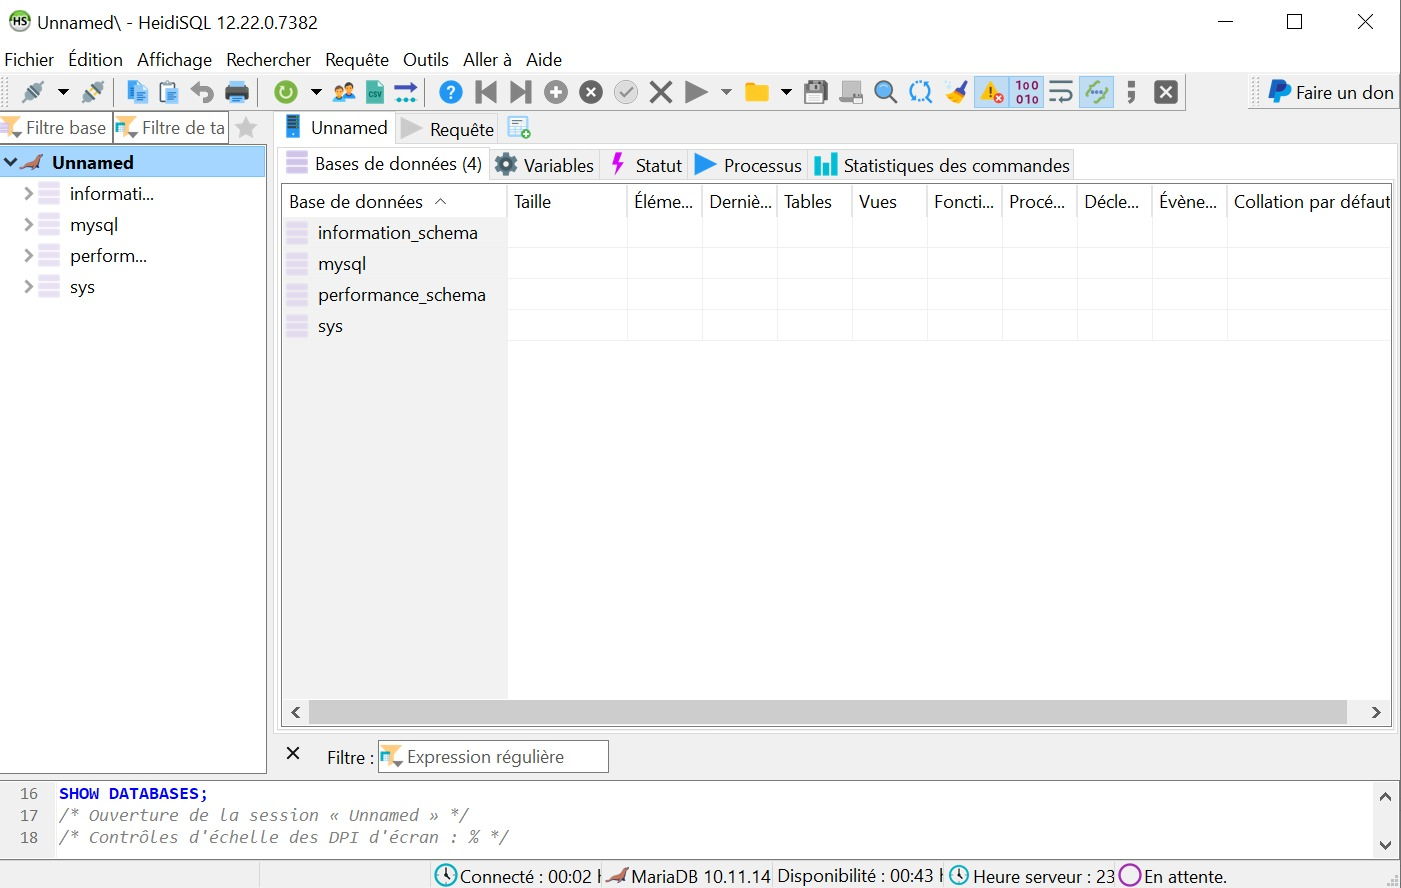 Unnamed\ - HeidiSQL 12.22.0.7382
Fichier Édition Affichage Rechercher Requête Outils Aller à Aide
Faire un don
Filtre base Filtre de ta Unnamed Requête
Unnamed
informati...
mysql
perform...
sys
Bases de données (4) Variables Statut Processus Statistiques des commandes
Base de données Taille Éléme... Derniè... Tables Vues Foncti... Procé... Décle... Évène... Collation par défaut
information_schema
mysql
performance_schema
sys
Filtre : Expression régulière
16 SHOW DATABASES;
17 /* Ouverture de la session « Unnamed » */
18 /* Contrôles d'échelle des DPI d'écran : % */
Connecté : 00:02 MariaDB 10.11.14 Disponibilité : 00:43 Heure serveur : 23 En attente.